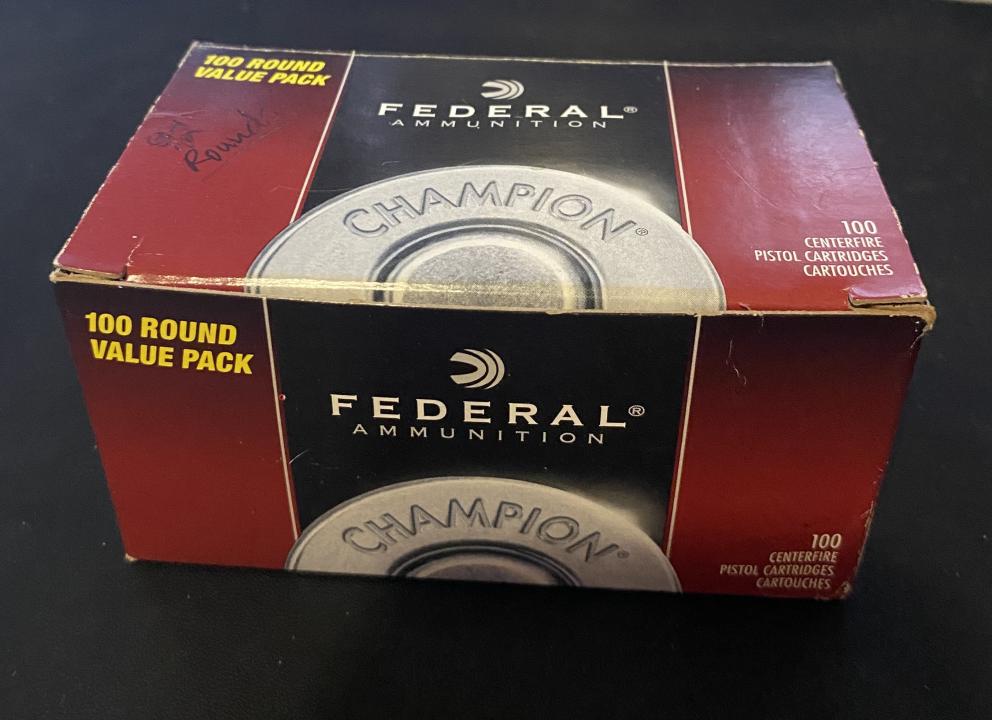 100 ROUND
VALUE PACK
Round
FEDERAL®
AMMUNITION
CHAMPION®
100
CENTERFIRE
PISTOL CARTRIDGES
CARTOUCHES
100 ROUND
VALUE PACK
FEDERAL®
AMMUNITION
CHAMPION®
100
CENTERFIRE
PISTOL CARTRIDGES
CARTOUCHES